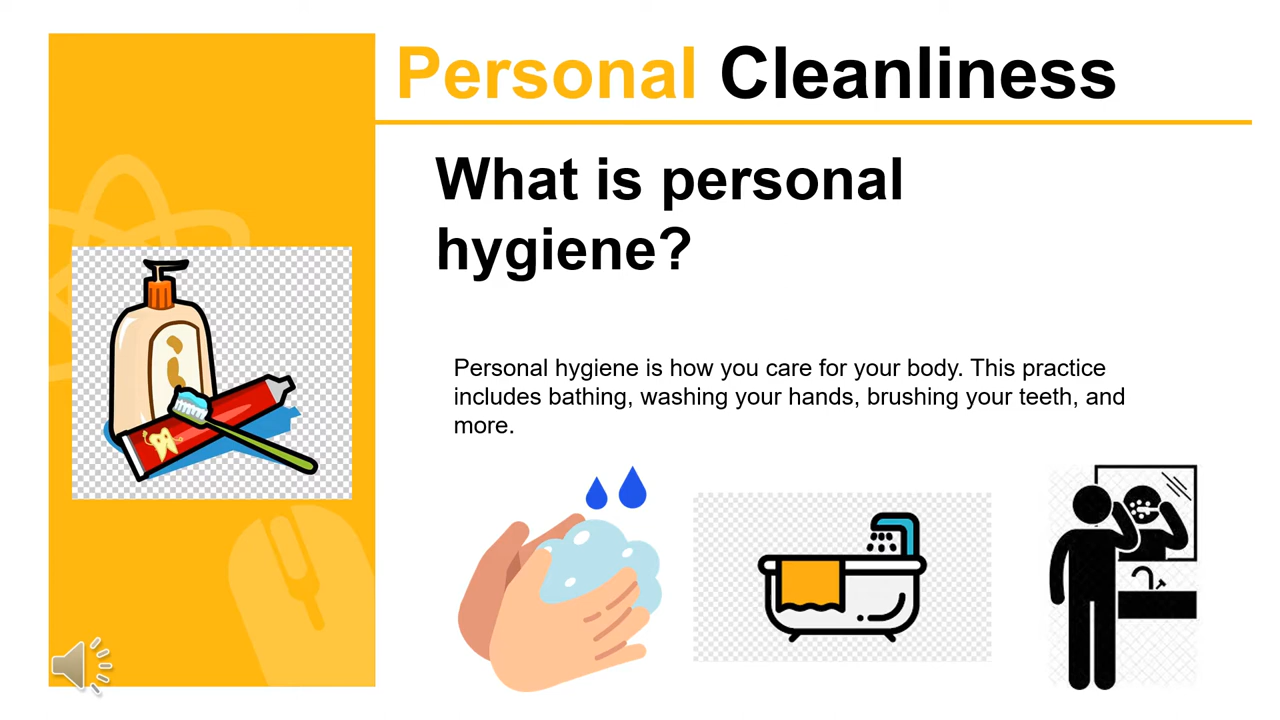 Personal Cleanliness
What is personal
hygiene?
Personal hygiene is how you care for your body. This practice
includes bathing, washing your hands, brushing your teeth, and
more.